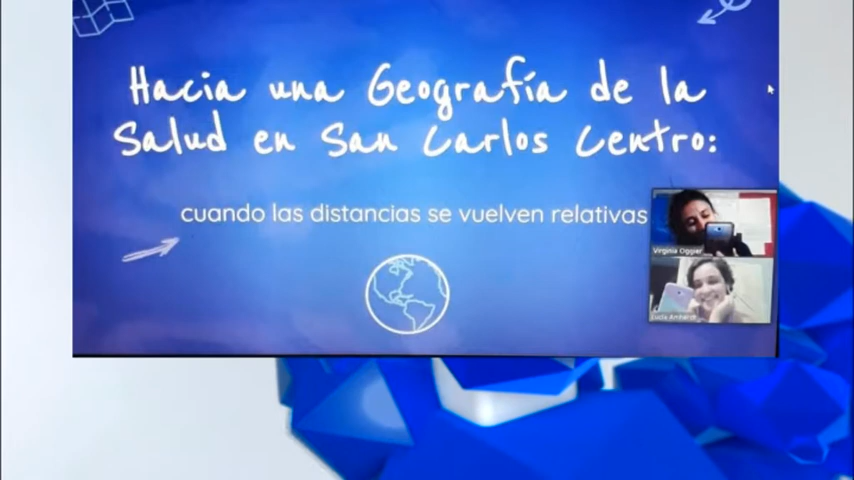 Hacia una Geografía de la
Salud en San Carlos Centro:
cuando las distancias se vuelven relativas
Virginia Oggier
Lucía Amherdt